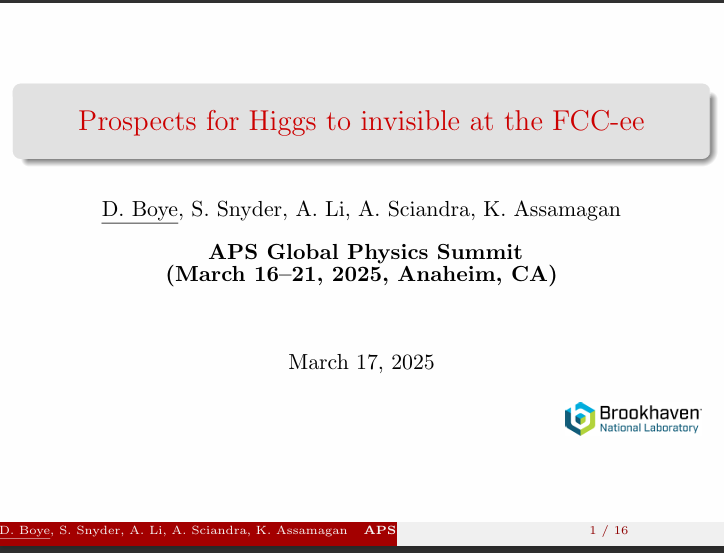 Prospects for Higgs to invisible at the FCC-ee
D. Boye, S. Snyder, A. Li, A. Sciandra, K. Assamagan
APS Global Physics Summit
(March 16–21, 2025, Anaheim, CA)
March 17, 2025
Brookhaven
National Laboratory
D. Boye, S. Snyder, A. Li, A. Sciandra, K. Assamagan APS
1 / 16